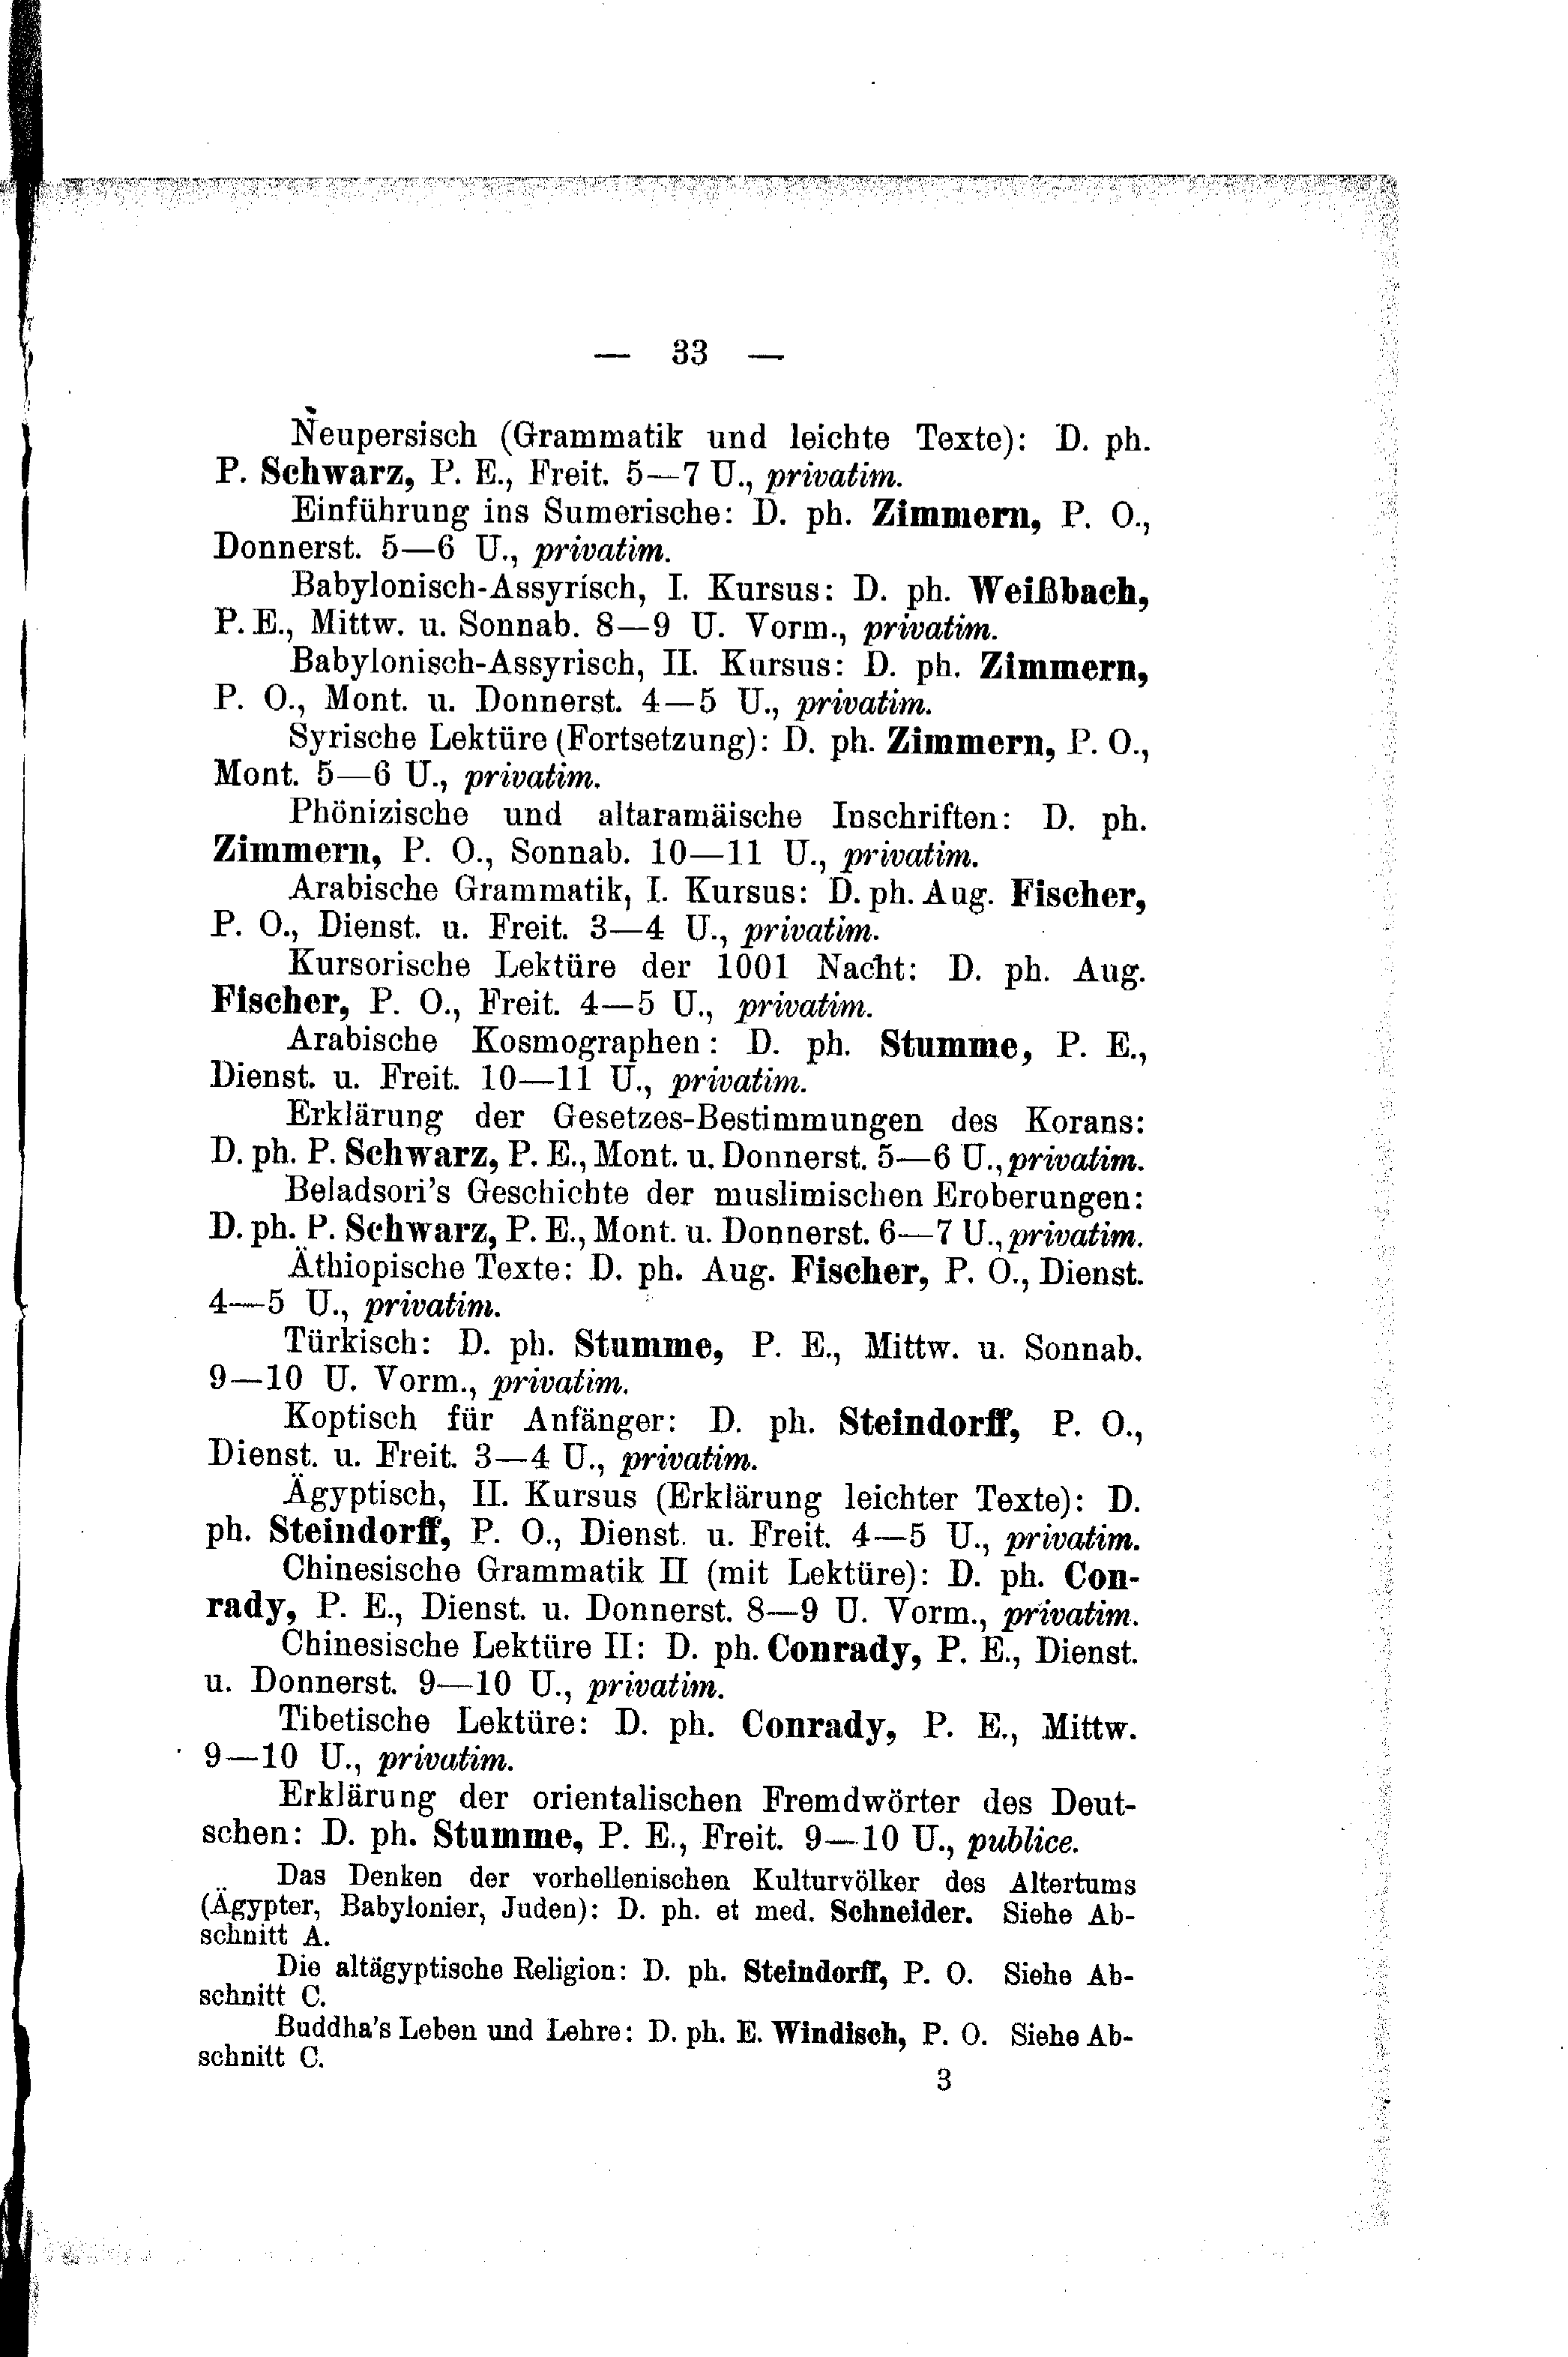 — 33 —
Neupersisch (Grammatik und leichte Texte): D. ph.
P. Schwarz, P. E., Freit. 5—7 U., privatim.
Einführung ins Sumerische: D. ph. Zimmern, P. O.,
Donnerst. 5—6 U., privatim.
Babylonisch-Assyrisch, I. Kursus: D. ph. Weißbach,
P. E., Mittw. u. Sonnab. 8—9 U. Vorm., privatim.
Babylonisch-Assyrisch, II. Kursus: D. ph. Zimmern,
P. O., Mont. u. Donnerst. 4—5 U., privatim.
Syrische Lektüre (Fortsetzung): D. ph. Zimmern, P. O.,
Mont. 5—6 U., privatim.
Phönizische und altaramäische Inschriften: D. ph.
Zimmern, P. O., Sonnab. 10—11 U., privatim.
Arabische Grammatik, I. Kursus: D. ph. Aug. Fischer,
P. O., Dienst. u. Freit. 3—4 U., privatim.
Kursorische Lektüre der 1001 Nacht: D. ph. Aug.
Fischer, P. O., Freit. 4—5 U., privatim.
Arabische Kosmographen: D. ph. Stumme, P. E.,
Dienst. u. Freit. 10—11 U., privatim.
Erklärung der Gesetzes-Bestimmungen des Korans:
D. ph. P. Schwarz, P. E., Mont. u. Donnerst. 5—6 U., privatim.
Beladsori's Geschichte der muslimischen Eroberungen:
D. ph. P. Schwarz, P. E., Mont. u. Donnerst. 6—7 U., privatim.
Äthiopische Texte: D. ph. Aug. Fischer, P. O., Dienst.
4—5 U., privatim.
Türkisch: D. ph. Stumme, P. E., Mittw. u. Sonnab.
9—10 U. Vorm., privatim.
Koptisch für Anfänger: D. ph. Steindorff, P. O.,
Dienst. u. Freit. 3—4 U., privatim.
Ägyptisch, II. Kursus (Erklärung leichter Texte): D.
ph. Steindorff, P. O., Dienst. u. Freit. 4—5 U., privatim.
Chinesische Grammatik II (mit Lektüre): D. ph. Con-
rady, P. E., Dienst. u. Donnerst. 8—9 U. Vorm., privatim.
Chinesische Lektüre II: D. ph. Conrady, P. E., Dienst.
u. Donnerst. 9—10 U., privatim.
Tibetische Lektüre: D. ph. Conrady, P. E., Mittw.
9—10 U., privatim.
Erklärung der orientalischen Fremdwörter des Deut-
schen: D. ph. Stumme, P. E., Freit. 9—10 U., publice.
Das Denken der vorhellenischen Kulturvölker des Altertums
(Ägypter, Babylonier, Juden): D. ph. et med. Schneider. Siehe Ab-
schnitt A.
Die altägyptische Religion: D. ph. Steindorff, P. O. Siehe Ab-
schnitt C.
Buddha's Leben und Lehre: D. ph. E. Windisch, P. O. Siehe Ab-
schnitt C.
3